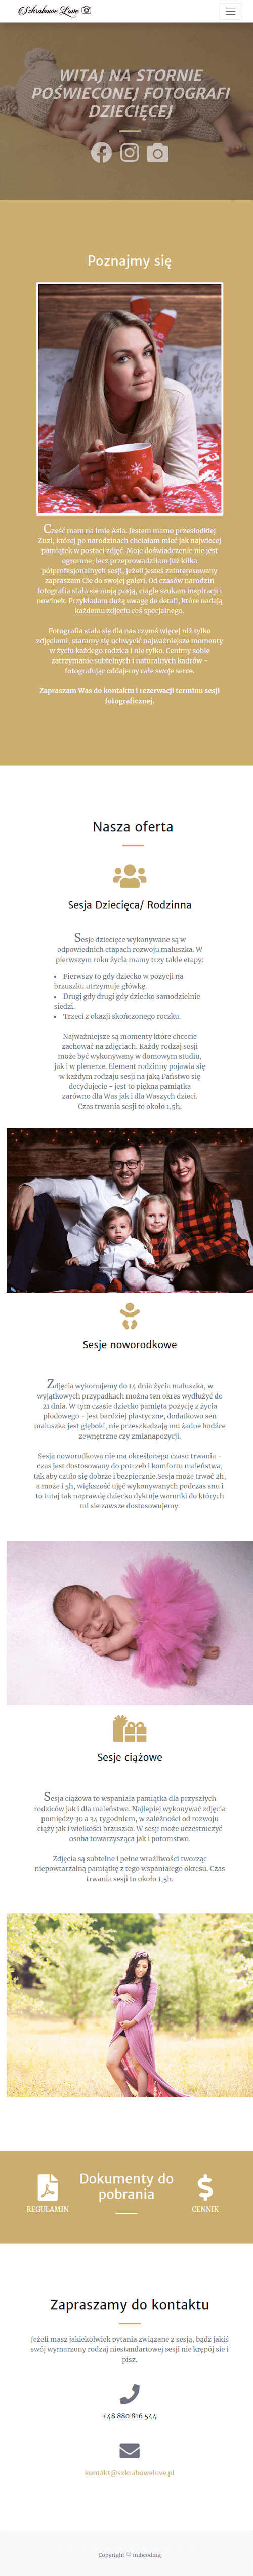 Szkrabowe Love
WITAJ NA STORNIE
POŚWIECONEJ FOTOGRAFI
DZIECIĘCEJ
Poznajmy się
Cześć mam na imie Asia. Jestem mamo przesłodkiej
Zuzi, której po narodzinach chciałam mieć jak najwiecej
pamiątek w postaci zdjęć. Moje doświadczenie nie jest
ogromne, lecz przeprowadziłam już kilka
półprofesjonalnych sesji, jeżeli jesteś zainteresowany
zapraszam Cie do swojej galeri. Od czasów narodzin
fotografia stała sie moją pasją, ciągle szukam inspiracji i
nowinek. Przykładam dużą uwagę do detali, które nadają
każdemu zdjęciu coś specjalnego.
Fotografia stała się dla nas czymś więcej niż tylko
zdjęciami, staramy się uchwycić najważniejsze momenty
w życiu każdego rodzica i nie tylko. Cenimy sobie
zatrzymanie subtelnych i naturalnych kadrów -
fotografując oddajemy całe swoje serce.
Zapraszam Was do kontaktu i rezerwacji terminu sesji
fotograficznej.
Nasza oferta
Sesja Dziecięca/ Rodzinna
Sesje dziecięce wykonywane są w
odpowiednich etapach rozwoju maluszka. W
pierwszym roku życia mamy trzy takie etapy:
• Pierwszy to gdy dziecko w pozycji na
brzuszku utrzymuje główkę.
• Drugi gdy drugi gdy dziecko samodzielnie
siedzi.
• Trzeci z okazji skończonego roczku.
Najważniejsze są momenty które chcecie
zachować na zdjęciach. Każdy rodzaj sesji
może być wykonywany w domowym studiu,
jak i w plenerze. Element rodzinny pojawia się
w każdym rodzaju sesji na jaką Państwo się
decydujecie - jest to piękna pamiątka
zarówno dla Was jak i dla Waszych dzieci.
Czas trwania sesji to około 1,5h.
Sesje noworodkowe
Zdjęcia wykonujemy do 14 dnia życia maluszka, w
wyjątkowych przypadkach można ten okres wydłużyć do
21 dnia. W tym czasie dziecko pamięta pozycję z życia
płodowego - jest bardziej plastyczne, dodatkowo sen
maluszka jest głęboki, nie przeszkadzają mu żadne bodźce
zewnętrzne czy zmianapozycji.
Sesja noworodkowa nie ma określonego czasu trwania -
czas jest dostosowany do potrzeb i komfortu maleństwa,
tak aby czuło się dobrze i bezpiecznie.Sesja może trwać 2h,
a może i 5h, większość ujęć wykonywanych podczas snu i
to tutaj tak naprawdę dziecko dyktuje warunki do których
mi sie zawsze dostosowujemy.
Sesje ciążowe
Sesja ciążowa to wspaniała pamiątka dla przyszłych
rodziców jak i dla maleństwa. Najlepiej wykonywać zdjęcia
pomiędzy 30 a 34 tygodniem, w zależności od rozwoju
ciąży jak i wielkości brzuszka. W sesji może uczestniczyć
osoba towarzysząca jak i potomstwo.
Zdjęcia są subtelne i pełne wrażliwości tworząc
niepowtarzalną pamiątkę z tego wspaniałego okresu. Czas
trwania sesji to około 1,5h.
Dokumenty do
pobrania
REGULAMIN
CENNIK
Zapraszamy do kontaktu
Jeżeli masz jakiekolwiek pytania związane z sesją, bądz jakiś
swój wymarzony rodzaj niestandartowej sesji nie krępój sie i
pisz.
+48 880 816 544
kontakt@szkrabowelove.pl
Copyright © mibcoding